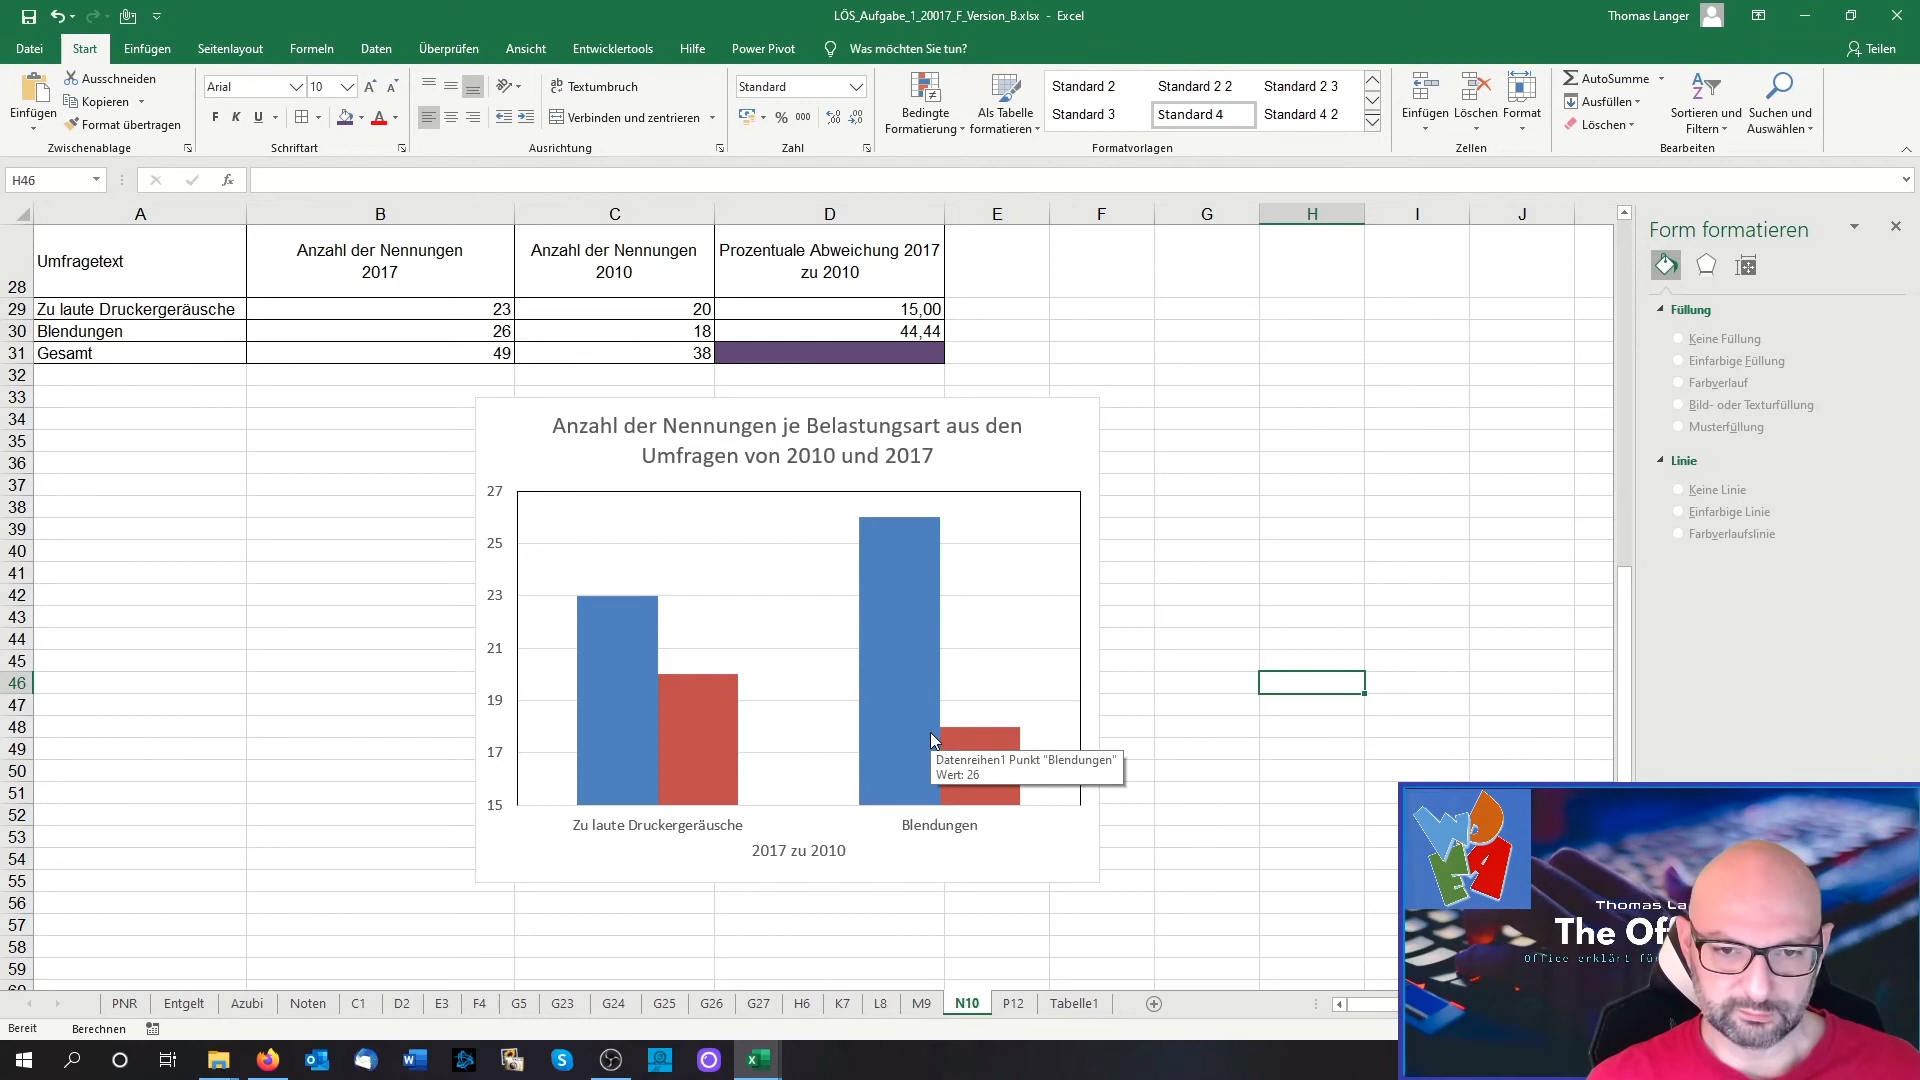 LÖS_Aufgabe_1_20017_F_Version_B.xlsx - Excel
Thomas Langer
Datei Start Einfügen Seitenlayout Formeln Daten Überprüfen Ansicht Entwicklertools Hilfe Power Pivot Was möchten Sie tun? Teilen
Einfügen
Ausschneiden
Kopieren
Format übertragen
Zwischenablage
Arial 10
F K U
Schriftart
Textumbruch
Verbinden und zentrieren
Ausrichtung
Standard
% 000
Zahl
Bedingte
Formatierung
Als Tabelle
formatieren
Standard 2 Standard 2 2 Standard 2 3
Standard 3 Standard 4 Standard 4 2
Formatvorlagen
Einfügen Löschen Format
Zellen
AutoSumme
Ausfüllen
Löschen
Sortieren und
Filtern
Suchen und
Auswählen
Bearbeiten
H46
fx
A B C D E F G H I J
28 Umfragetext
Anzahl der Nennungen
2017
Anzahl der Nennungen
2010
Prozentuale Abweichung 2017
zu 2010
29 Zu laute Druckergeräusche 23 20 15,00
30 Blendungen 26 18 44,44
31 Gesamt 49 38
32
33
34
35
36
37
38
39
40
41
42
43
44
45
46
47
48
49
50
51
52
53
54
55
56
57
58
59
Anzahl der Nennungen je Belastungsart aus den
Umfragen von 2010 und 2017
27
25
23
21
19
17
15
Datenreihen1 Punkt "Blendungen"
Wert: 26
Zu laute Druckergeräusche Blendungen
2017 zu 2010
Form formatieren
Füllung
Keine Füllung
Einfarbige Füllung
Farbverlauf
Bild- oder Texturfüllung
Musterfüllung
Linie
Keine Linie
Einfarbige Linie
Farbverlaufslinie
Thomas La
The Of
Office erklärt fü
PNR Entgelt Azubi Noten C1 D2 E3 F4 G5 G23 G24 G25 G26 G27 H6 K7 L8 M9 N10 P12 Tabelle1
Bereit Berechnen